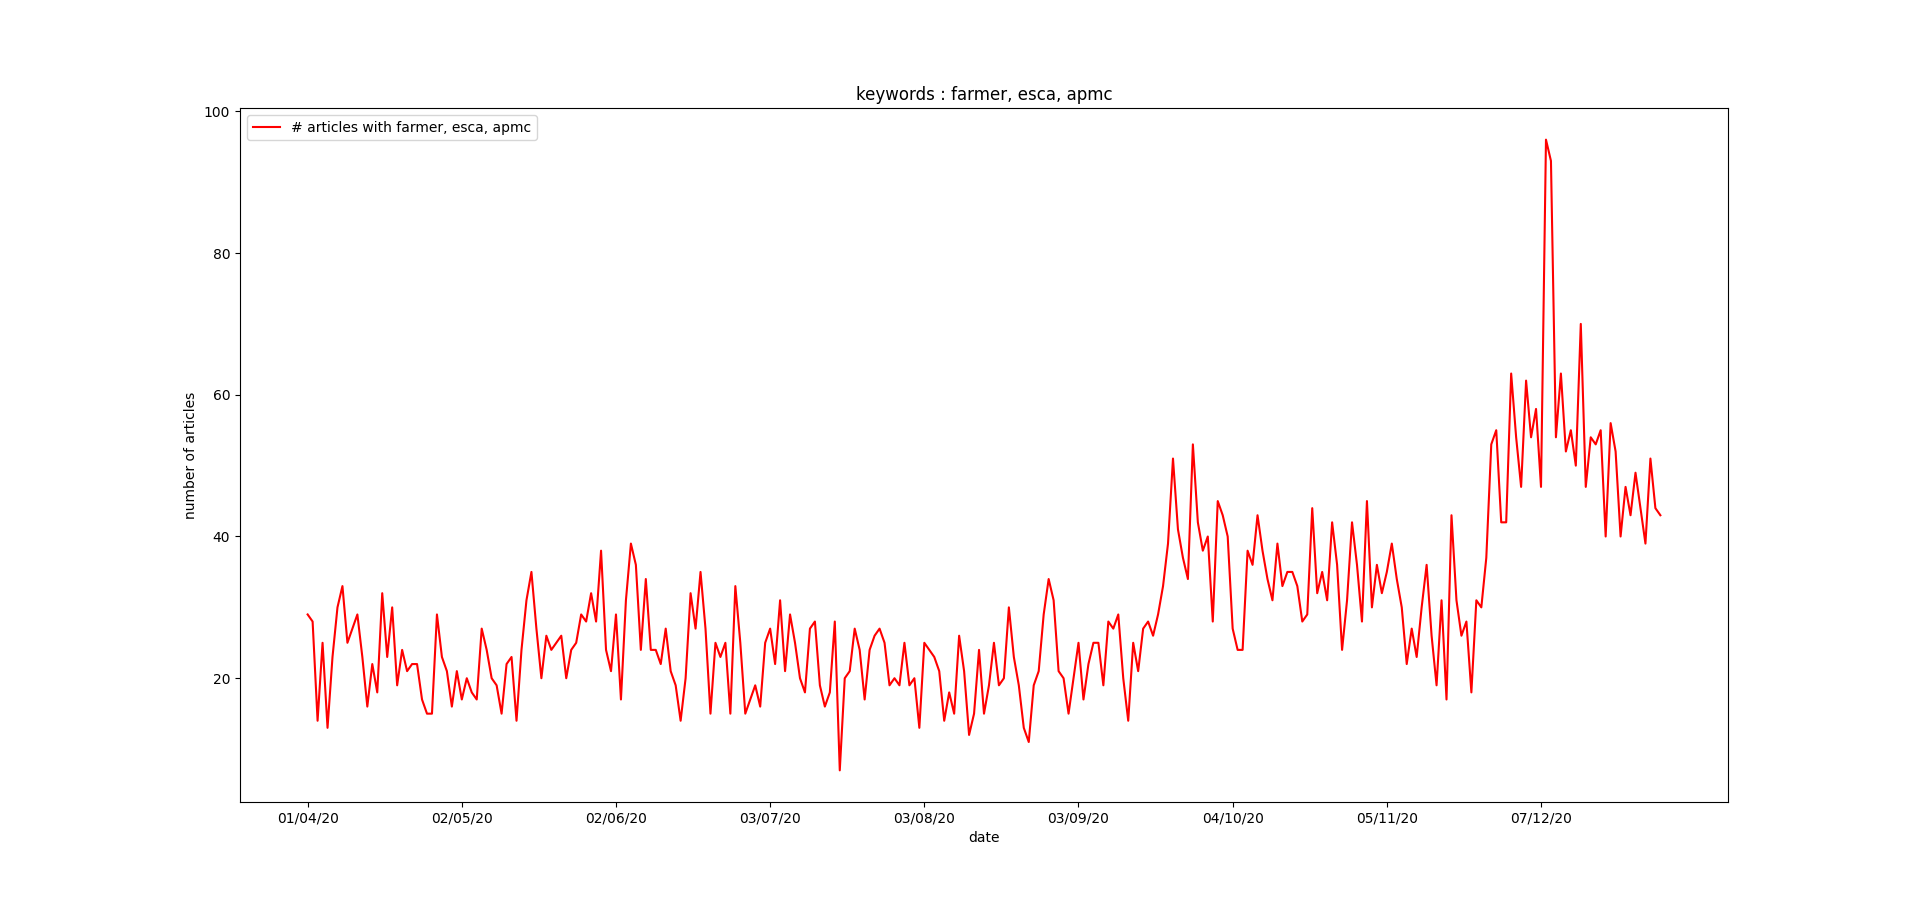 keywords : farmer, esca, apmc
# articles with farmer, esca, apmc
number of articles
100
80
60
40
20
01/04/20 02/05/20 02/06/20 03/07/20 03/08/20 03/09/20 04/10/20 05/11/20 07/12/20
date